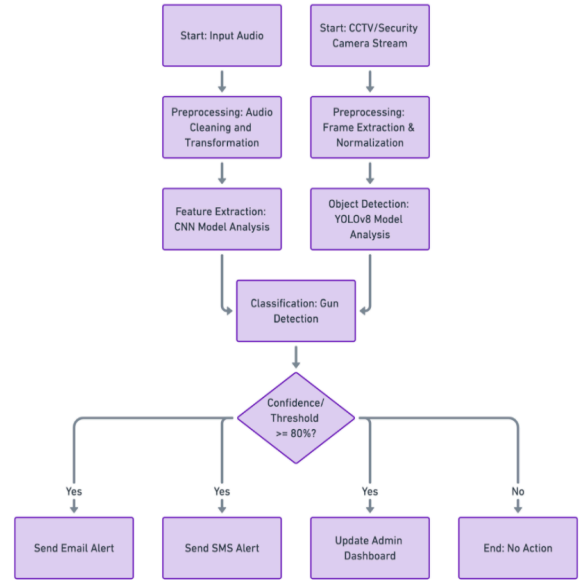 Start: Input Audio
Start: CCTV/Security
Camera Stream
Preprocessing: Audio
Cleaning and
Transformation
Preprocessing:
Frame Extraction &
Normalization
Feature Extraction:
CNN Model Analysis
Object Detection:
YOLOv8 Model
Analysis
Classification: Gun
Detection
Confidence/
Threshold
>= 80%?
Yes
Yes
Yes
No
Send Email Alert
Send SMS Alert
Update Admin
Dashboard
End: No Action